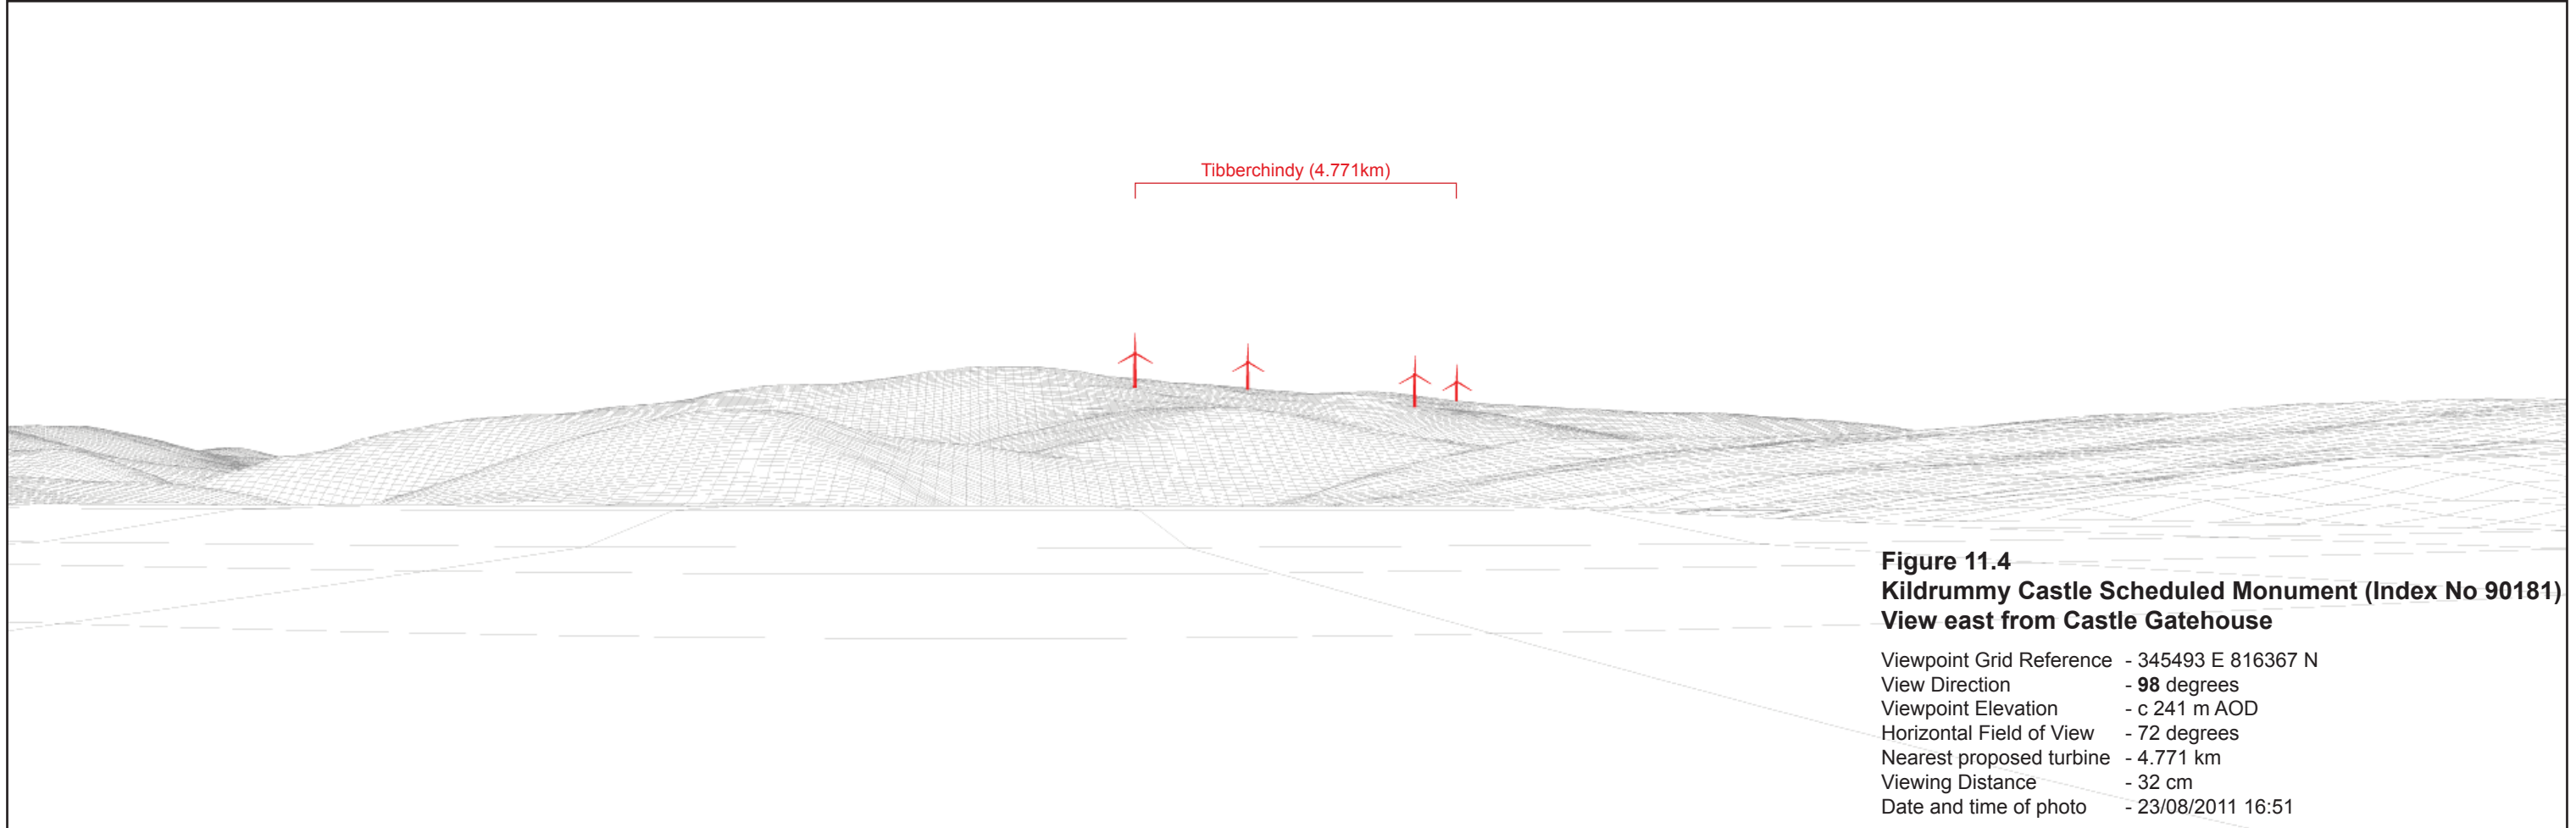 Tibberchindy (4.771km)
Figure 11.4
Kildrummy Castle Scheduled Monument (Index No 90181)
View east from Castle Gatehouse
Viewpoint Grid Reference - 345493 E 816367 N
View Direction - 98 degrees
Viewpoint Elevation - c 241 m AOD
Horizontal Field of View - 72 degrees
Nearest proposed turbine - 4.771 km
Viewing Distance - 32 cm
Date and time of photo - 23/08/2011 16:51